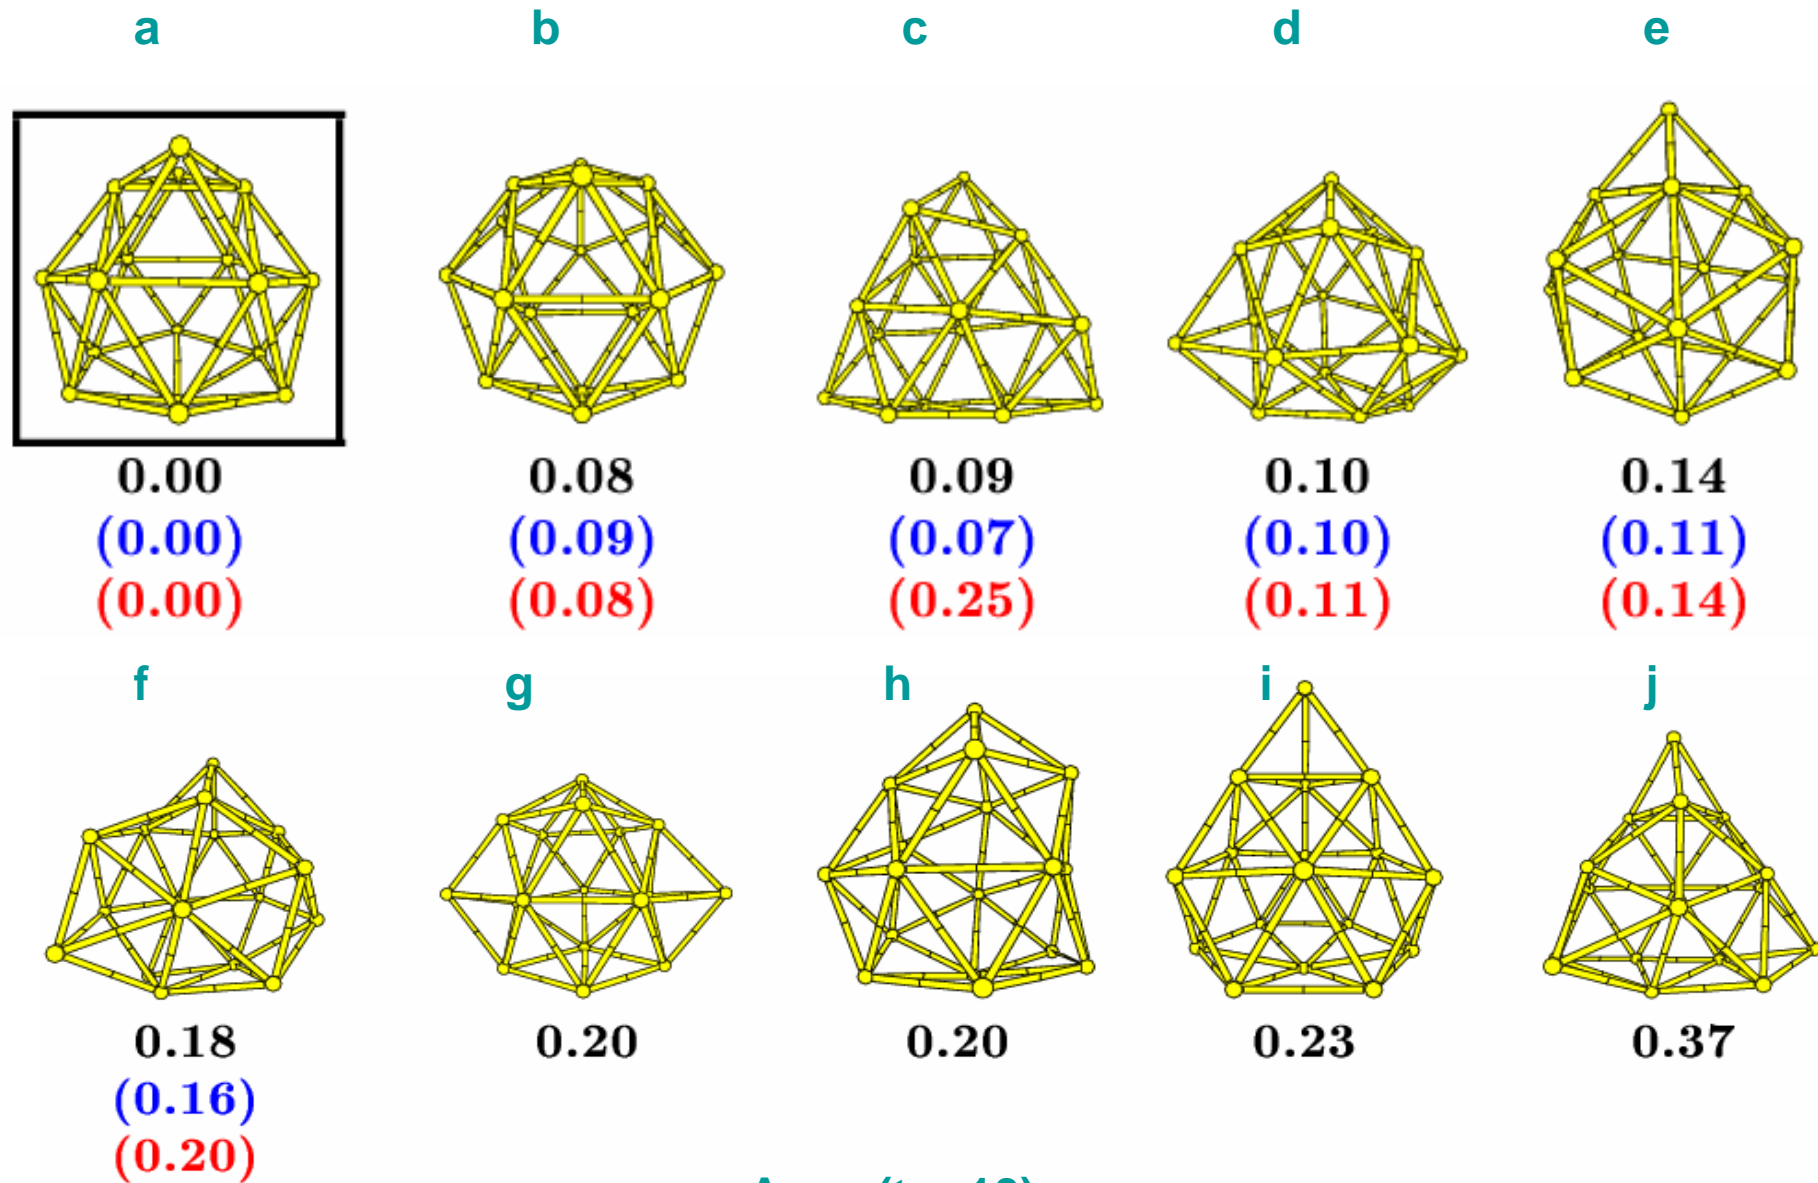 a b c d e
0.00 0.08 0.09 0.10 0.14
(0.00) (0.09) (0.07) (0.10) (0.11)
(0.00) (0.08) (0.25) (0.11) (0.14)
f g h i j
0.18 0.20 0.20 0.23 0.37
(0.16)
(0.20)